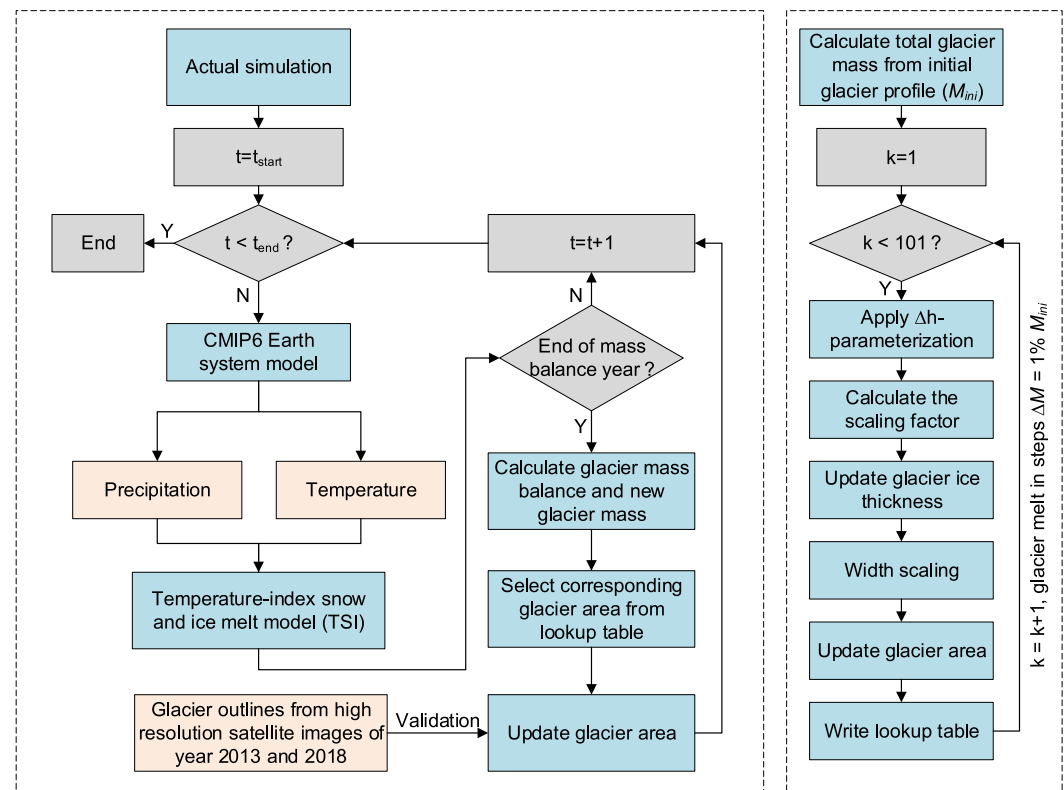 Actual simulation
t=tstart
t < tend ?
Y
End
N
CMIP6 Earth
system model
Precipitation
Temperature
Temperature-index snow
and ice melt model (TSI)
t=t+1
N
End of mass
balance year ?
Y
Calculate glacier mass
balance and new
glacier mass
Select corresponding
glacier area from
lookup table
Glacier outlines from high
resolution satellite images of
year 2013 and 2018
Validation
Update glacier area
Calculate total glacier
mass from initial
glacier profile (Mini)
k=1
k < 101 ?
Y
Apply Δh-
parameterization
Calculate the
scaling factor
Update glacier ice
thickness
Width scaling
Update glacier area
Write lookup table
k = k+1, glacier melt in steps ΔM = 1% Mini